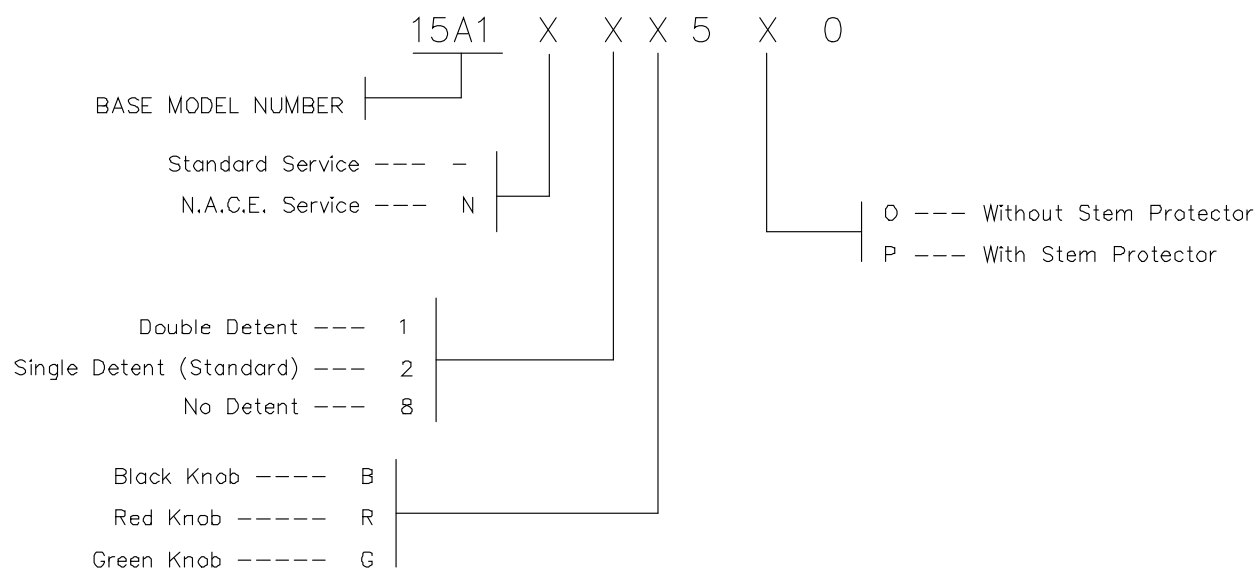 15A1 X X X 5 X 0
BASE MODEL NUMBER
Standard Service --- -
N.A.C.E. Service --- N
O --- Without Stem Protector
P --- With Stem Protector
Double Detent --- 1
Single Detent (Standard) --- 2
No Detent --- 8
Black Knob ---- B
Red Knob ----- R
Green Knob ----- G